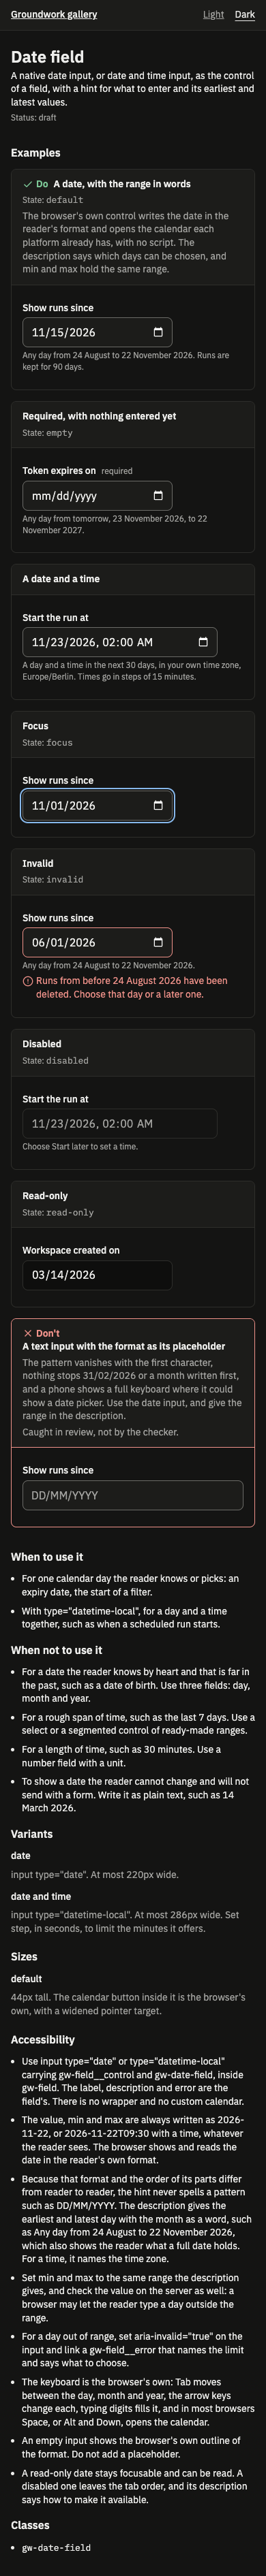 Groundwork gallery
Light
Dark
Date field
A native date input, or date and time input, as the control
of a field, with a hint for what to enter and its earliest and
latest values.
Status: draft
Examples
Do A date, with the range in words
State: default
The browser's own control writes the date in the
reader's format and opens the calendar each
platform already has, with no script. The
description says which days can be chosen, and
min and max hold the same range.
Show runs since
11/15/2026
Any day from 24 August to 22 November 2026. Runs are
kept for 90 days.
Required, with nothing entered yet
State: empty
Token expires on required
mm/dd/yyyy
Any day from tomorrow, 23 November 2026, to 22
November 2027.
A date and a time
Start the run at
11/23/2026, 02:00 AM
A day and a time in the next 30 days, in your own time zone,
Europe/Berlin. Times go in steps of 15 minutes.
Focus
State: focus
Show runs since
11/01/2026
Invalid
State: invalid
Show runs since
06/01/2026
Any day from 24 August to 22 November 2026.
Runs from before 24 August 2026 have been
deleted. Choose that day or a later one.
Disabled
State: disabled
Start the run at
11/23/2026, 02:00 AM
Choose Start later to set a time.
Read-only
State: read-only
Workspace created on
03/14/2026
Don't
A text input with the format as its placeholder
The pattern vanishes with the first character,
nothing stops 31/02/2026 or a month written first,
and a phone shows a full keyboard where it could
show a date picker. Use the date input, and give the
range in the description.
Caught in review, not by the checker.
Show runs since
DD/MM/YYYY
When to use it
• For one calendar day the reader knows or picks: an
expiry date, the start of a filter.
• With type="datetime-local", for a day and a time
together, such as when a scheduled run starts.
When not to use it
• For a date the reader knows by heart and that is far in
the past, such as a date of birth. Use three fields: day,
month and year.
• For a rough span of time, such as the last 7 days. Use a
select or a segmented control of ready-made ranges.
• For a length of time, such as 30 minutes. Use a
number field with a unit.
• To show a date the reader cannot change and will not
send with a form. Write it as plain text, such as 14
March 2026.
Variants
date
input type="date". At most 220px wide.
date and time
input type="datetime-local". At most 286px wide. Set
step, in seconds, to limit the minutes it offers.
Sizes
default
44px tall. The calendar button inside it is the browser's
own, with a widened pointer target.
Accessibility
• Use input type="date" or type="datetime-local"
carrying gw-field__control and gw-date-field, inside
gw-field. The label, description and error are the
field's. There is no wrapper and no custom calendar.
• The value, min and max are always written as 2026-
11-22, or 2026-11-22T09:30 with a time, whatever
the reader sees. The browser shows and reads the
date in the reader's own format.
• Because that format and the order of its parts differ
from reader to reader, the hint never spells a pattern
such as DD/MM/YYYY. The description gives the
earliest and latest day with the month as a word, such
as Any day from 24 August to 22 November 2026,
which also shows the reader what a full date holds.
For a time, it names the time zone.
• Set min and max to the same range the description
gives, and check the value on the server as well: a
browser may let the reader type a day outside the
range.
• For a day out of range, set aria-invalid="true" on the
input and link a gw-field__error that names the limit
and says what to choose.
• The keyboard is the browser's own: Tab moves
between the day, month and year, the arrow keys
change each, typing digits fills it, and in most browsers
Space, or Alt and Down, opens the calendar.
• An empty input shows the browser's own outline of
the format. Do not add a placeholder.
• A read-only date stays focusable and can be read. A
disabled one leaves the tab order, and its description
says how to make it available.
Classes
• gw-date-field